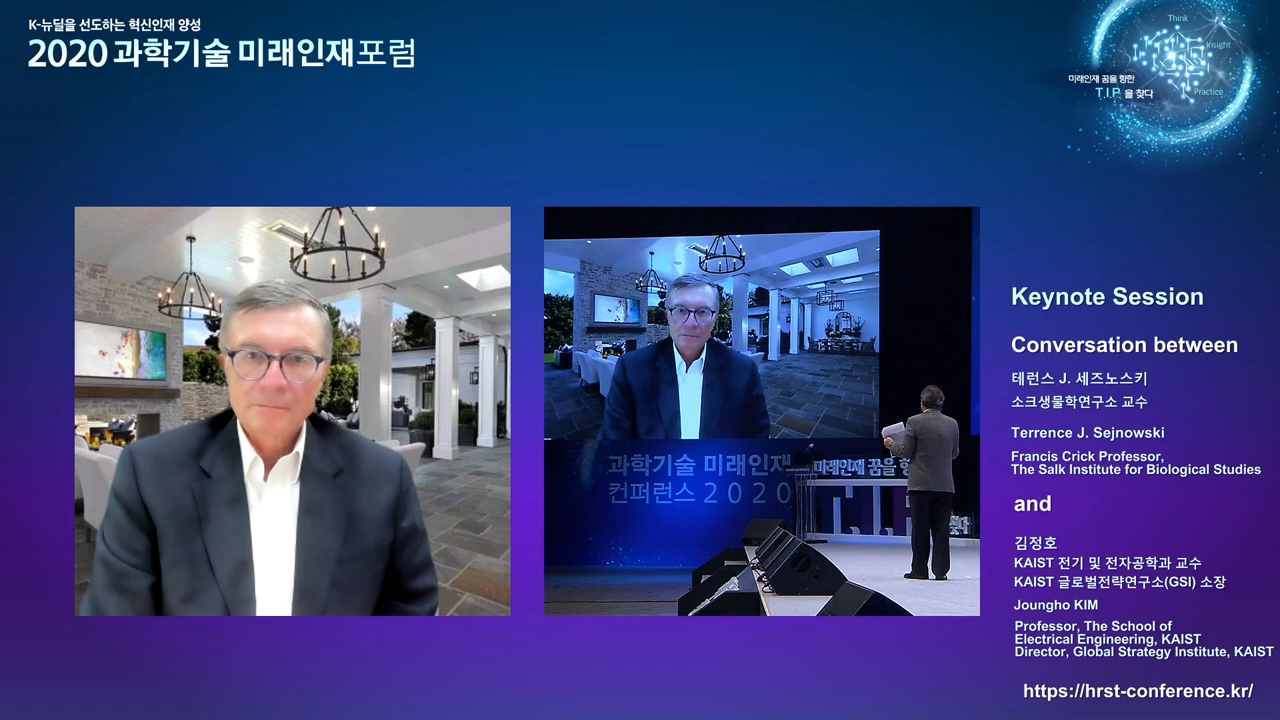 K-뉴딜을 선도하는 혁신인재 양성
2020 과학기술 미래인재포럼
Think
Insight
Practice
미래인재 꿈을 향한
T.I.P 을 찾다
과학기술 미래인재
컨퍼런스 2020
미래인재 꿈을 향
Keynote Session
Conversation between
테런스 J. 세즈노스키
소크생물학연구소 교수
Terrence J. Sejnowski
Francis Crick Professor,
The Salk Institute for Biological Studies
and
김정호
KAIST 전기 및 전자공학과 교수
KAIST 글로벌전략연구소(GSI) 소장
Joungho KIM
Professor, The School of
Electrical Engineering, KAIST
Director, Global Strategy Institute, KAIST
https://hrst-conference.kr/